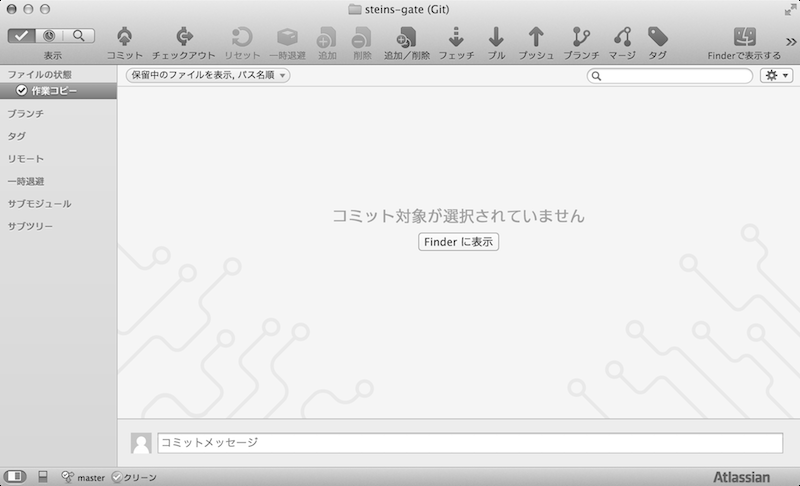 steins-gate (Git)
表示 コミット チェックアウト リセット 一時退避 追加 削除 追加／削除 フェッチ プル プッシュ ブランチ マージ タグ Finderで表示する
ファイルの状態
保留中のファイルを表示, パス名順
作業コピー
ブランチ
タグ
リモート
一時退避
サブモジュール
サブツリー
コミット対象が選択されていません
Finder に表示
コミットメッセージ
master クリーン
Atlassian